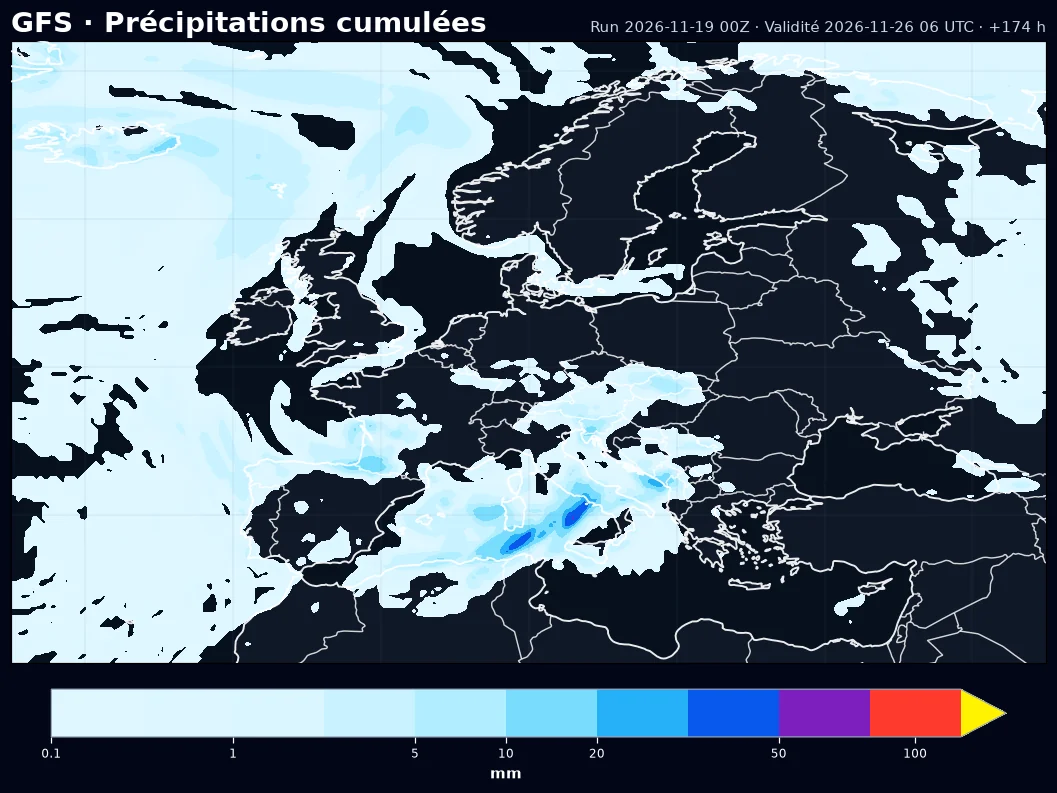 GFS · Précipitations cumulées
Run 2026-11-19 00Z · Validité 2026-11-26 06 UTC · +174 h
0.1 1 5 10 20 50 100
mm